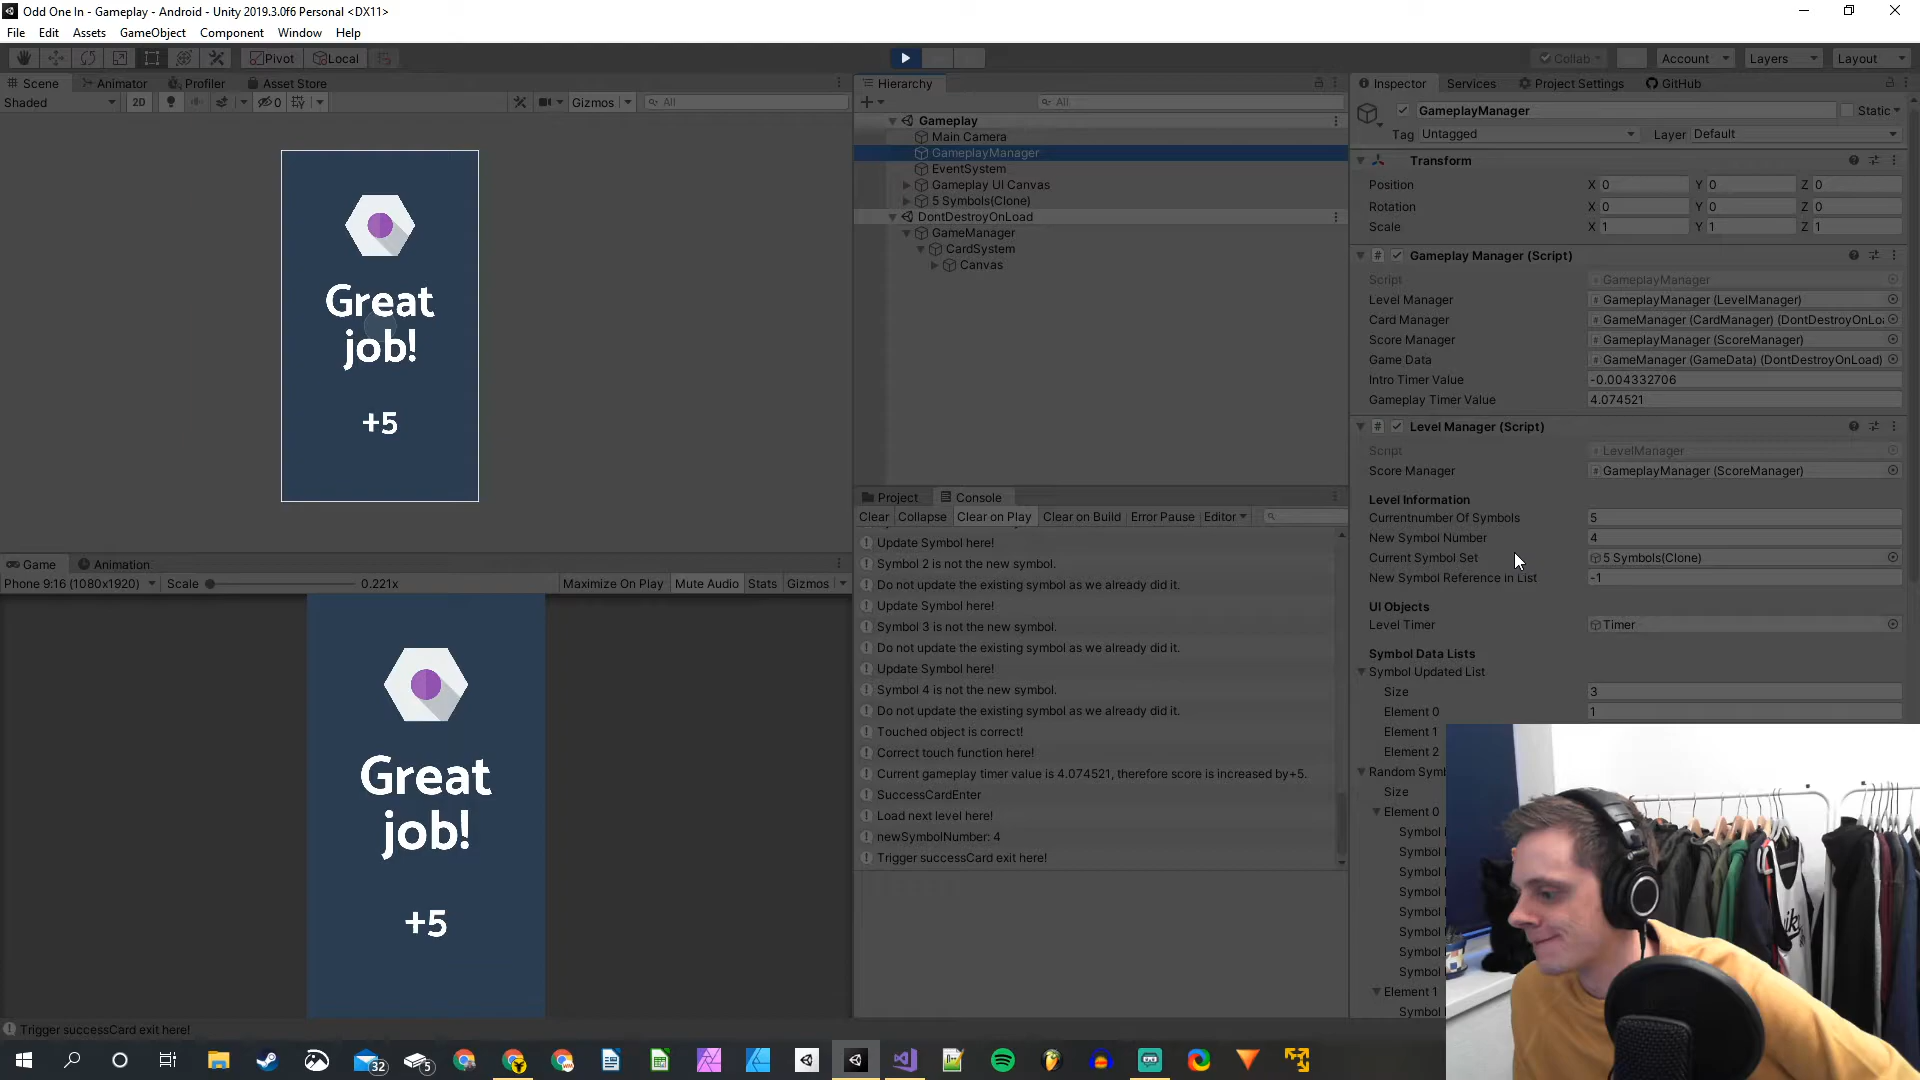 Odd One In - Gameplay - Android - Unity 2019.3.0f6 Personal <DX11>
File Edit Assets GameObject Component Window Help
Pivot Local Collab Account Layers Layout
Scene Animator Profiler Asset Store
Shaded 2D 0 Gizmos All
Great
job!
+5
Game Animation
Phone 9:16 (1080x1920) Scale 0.221x Maximize On Play Mute Audio Stats Gizmos
Great
job!
+5
Trigger successCard exit here!
Hierarchy
All
Gameplay
Main Camera
GameplayManager
EventSystem
Gameplay UI Canvas
5 Symbols(Clone)
DontDestroyOnLoad
GameManager
CardSystem
Canvas
Project Console
Clear Collapse Clear on Play Clear on Build Error Pause Editor
Update Symbol here!
Symbol 2 is not the new symbol.
Do not update the existing symbol as we already did it.
Update Symbol here!
Symbol 3 is not the new symbol.
Do not update the existing symbol as we already did it.
Update Symbol here!
Symbol 4 is not the new symbol.
Do not update the existing symbol as we already did it.
Touched object is correct!
Correct touch function here!
Current gameplay timer value is 4.074521, therefore score is increased by+5.
SuccessCardEnter
Load next level here!
newSymbolNumber: 4
Trigger successCard exit here!
Inspector Services Project Settings GitHub
GameplayManager Static
Tag Untagged Layer Default
Transform
Position X 0 Y 0 Z 0
Rotation X 0 Y 0 Z 0
Scale X 1 Y 1 Z 1
Gameplay Manager (Script)
Script GameplayManager
Level Manager GameplayManager (LevelManager)
Card Manager GameManager (CardManager) (DontDestroyOnLoa
Score Manager GameplayManager (ScoreManager)
Game Data GameManager (GameData) (DontDestroyOnLoad)
Intro Timer Value -0.004332706
Gameplay Timer Value 4.074521
Level Manager (Script)
Script LevelManager
Score Manager GameplayManager (ScoreManager)
Level Information
Currentnumber Of Symbols 5
New Symbol Number 4
Current Symbol Set 5 Symbols(Clone)
New Symbol Reference In List -1
UI Objects
Level Timer Timer
Symbol Data Lists
Symbol Updated List
Size 3
Element 0 1
Element 1
Element 2
Random Symb
Size
Element 0
Symbol
Symbol
Symbol
Symbol
Symbol
Symbol
Symbol
Symbol
Element 1
Symbol
32 5